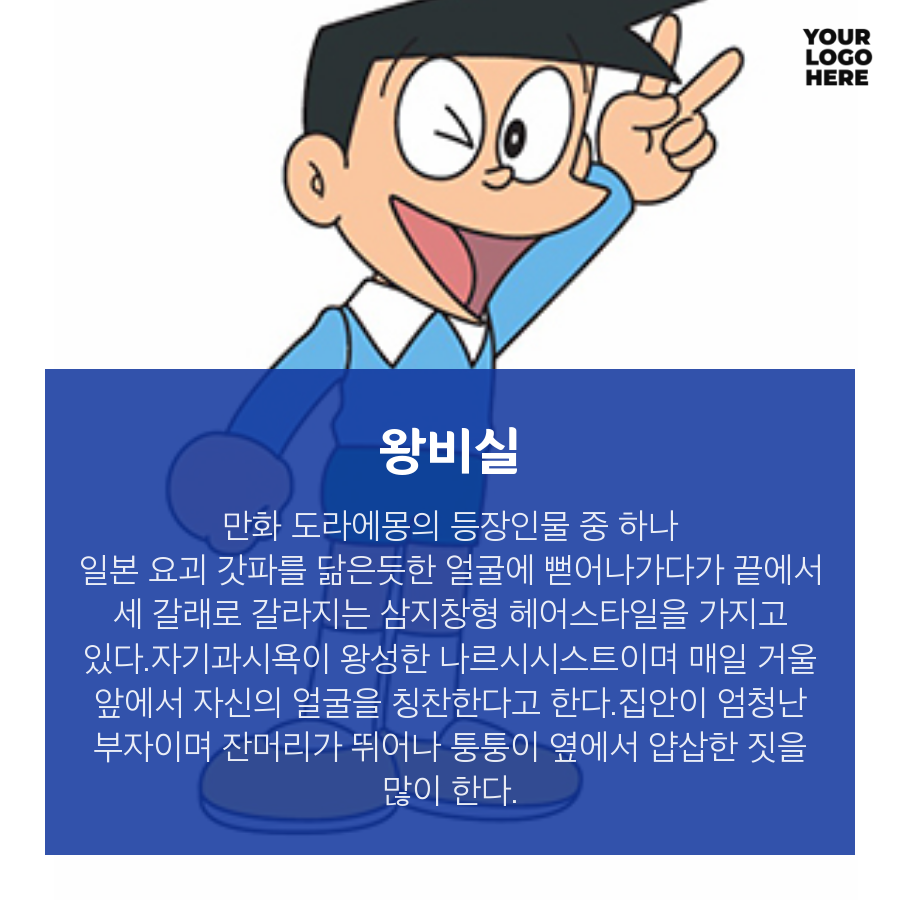 YOUR
LOGO
HERE
왕비실
만화 도라에몽의 등장인물 중 하나
일본 요괴 갓파를 닮은듯한 얼굴에 뻗어나가다가 끝에서
세 갈래로 갈라지는 삼지창형 헤어스타일을 가지고
있다.자기과시욕이 왕성한 나르시시스트이며 매일 거울
앞에서 자신의 얼굴을 칭찬한다고 한다.집안이 엄청난
부자이며 잔머리가 뛰어나 퉁퉁이 옆에서 얍삽한 짓을
많이 한다.